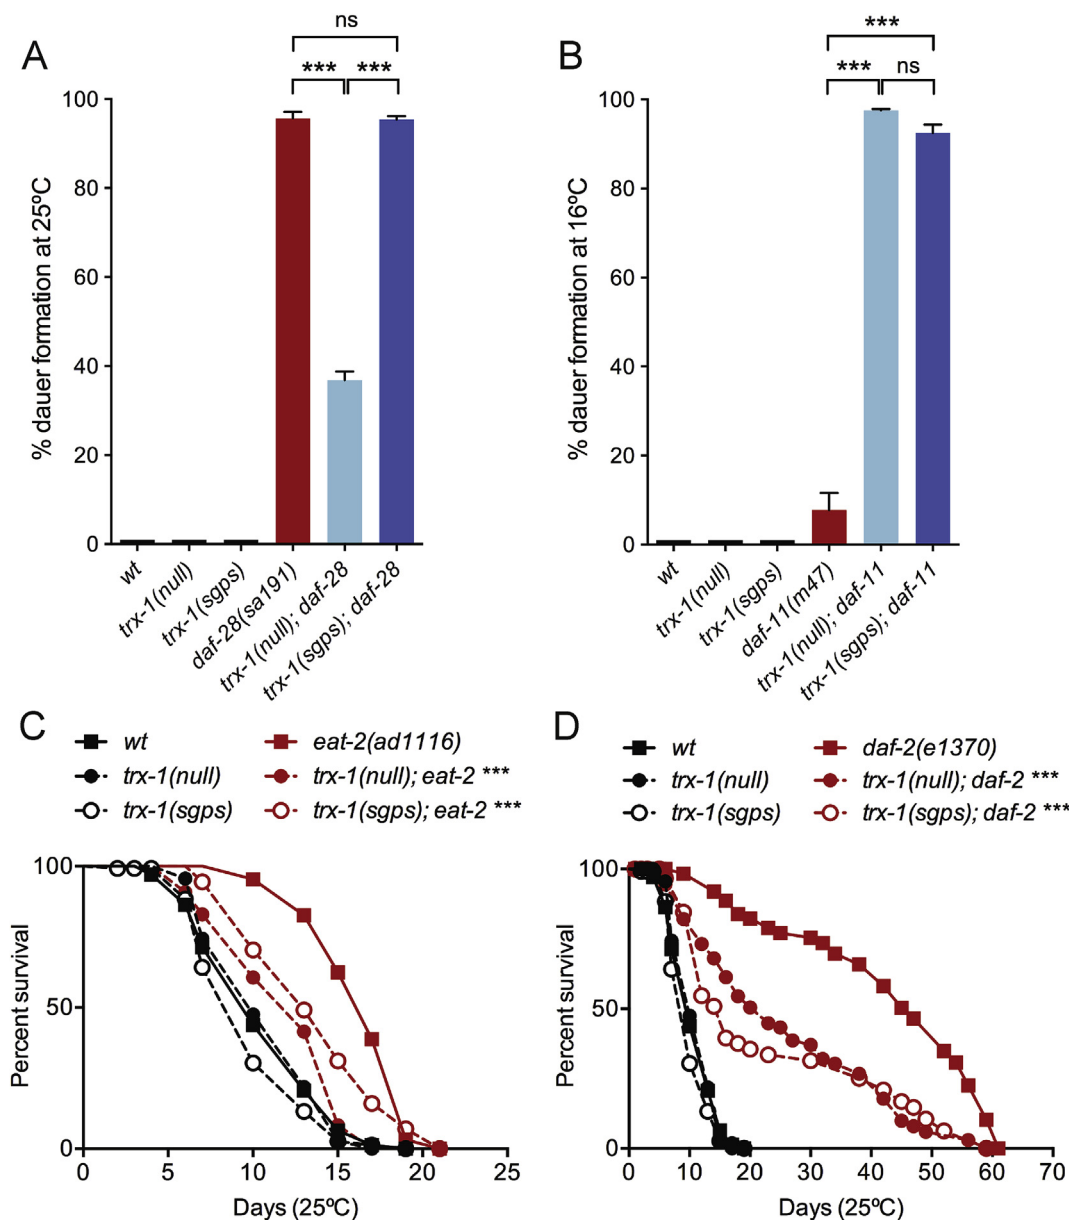 A
ns
*** ***
% dauer formation at 25ºC
100
80
60
40
20
0
wt
trx-1(null)
trx-1(sgps)
daf-28(sa191)
trx-1(null); daf-28
trx-1(sgps); daf-28
B
***
*** ns
% dauer formation at 16ºC
100
80
60
40
20
0
wt
trx-1(null)
trx-1(sgps)
daf-11(m47)
trx-1(null); daf-11
trx-1(sgps); daf-11
C
wt eat-2(ad1116)
trx-1(null) trx-1(null); eat-2 ***
trx-1(sgps) trx-1(sgps); eat-2 ***
Percent survival
100
50
0
0 5 10 15 20 25
Days (25ºC)
D
wt daf-2(e1370)
trx-1(null) trx-1(null); daf-2 ***
trx-1(sgps) trx-1(sgps); daf-2 ***
Percent survival
100
50
0
0 10 20 30 40 50 60 70
Days (25ºC)